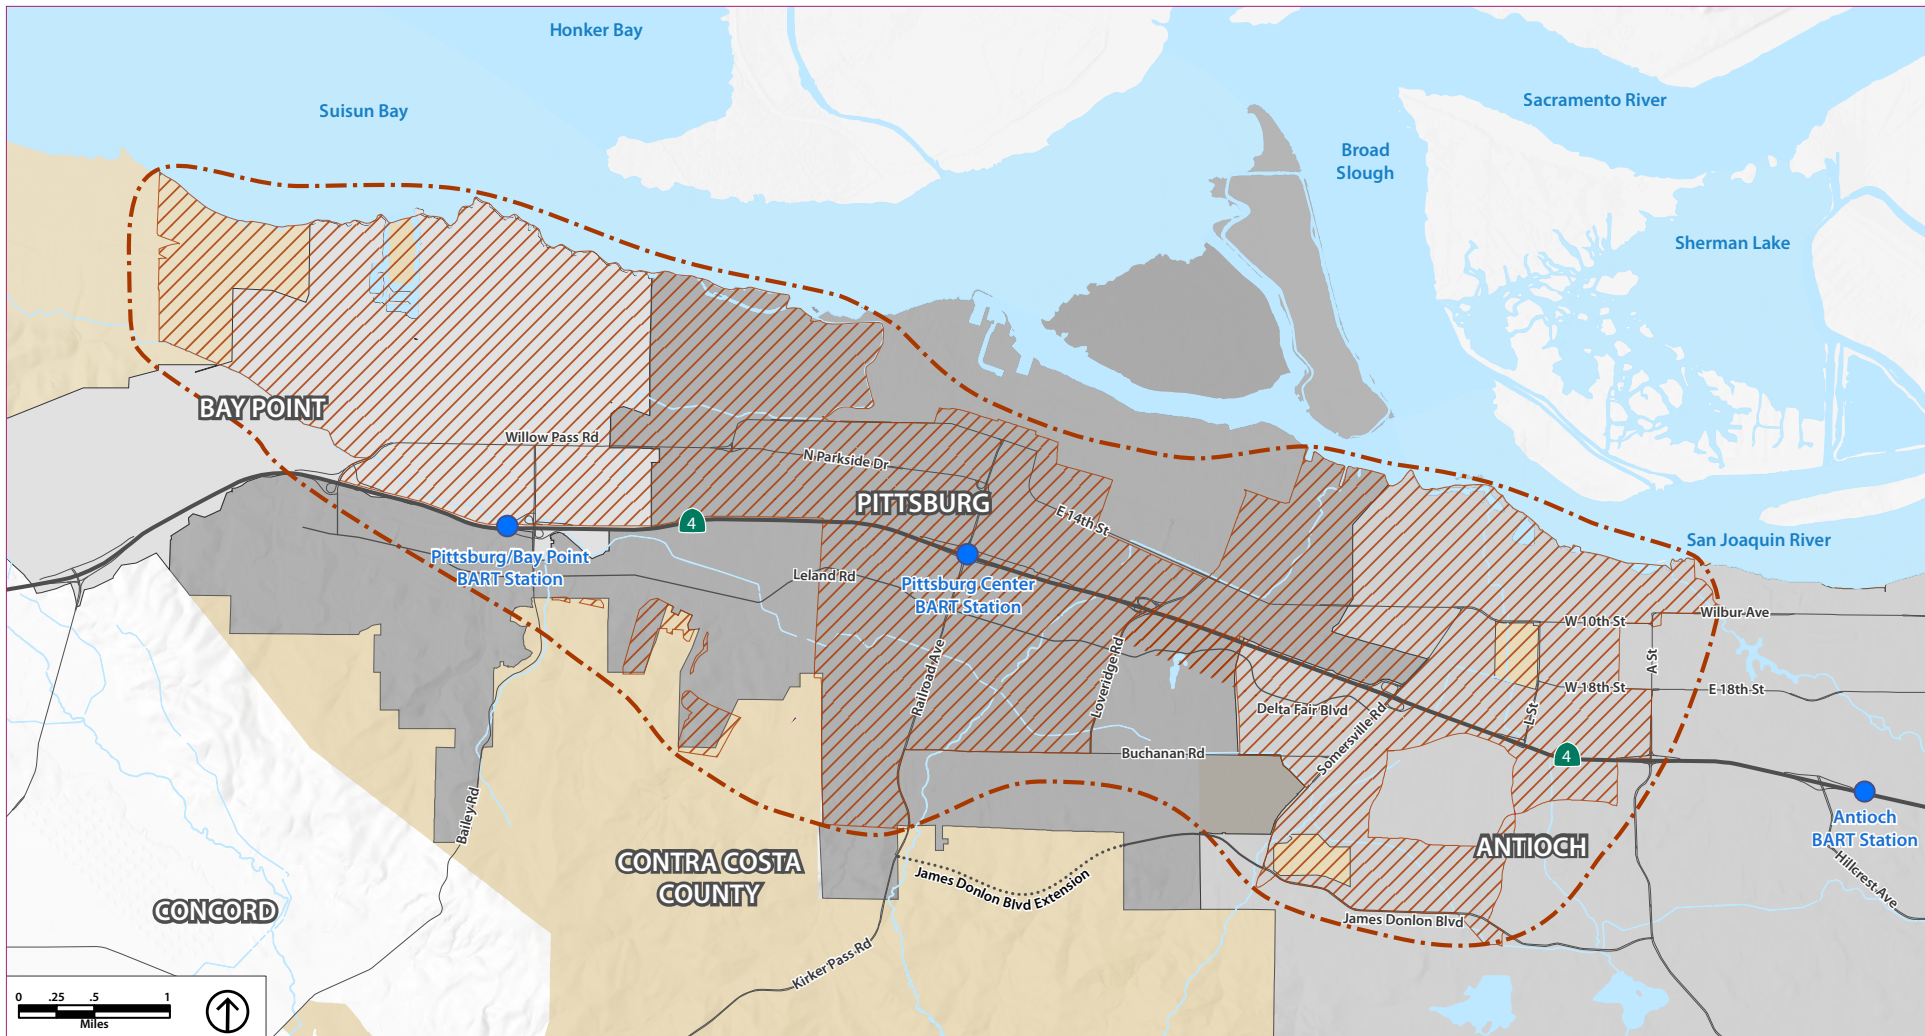 Honker Bay
Suisun Bay
Sacramento River
Broad
Slough
Sherman Lake
BAY POINT
Willow Pass Rd
N Parkside Dr
PITTSBURG
4
E 14th St
San Joaquin River
Pittsburg/Bay Point
BART Station
Leland Rd
Pittsburg Center
BART Station
Wilbur Ave
W 10th St
A St
Railroad Ave
Loveridge Rd
W 18th St
E 18th St
Delta Fair Blvd
L St
Somersville Rd
Buchanan Rd
4
Bailey Rd
Antioch
BART Station
ANTIOCH
CONTRA COSTA
COUNTY
James Donlon Blvd Extension
Hillcrest Ave
CONCORD
James Donlon Blvd
Kirker Pass Rd
0 .25 .5 1
Miles